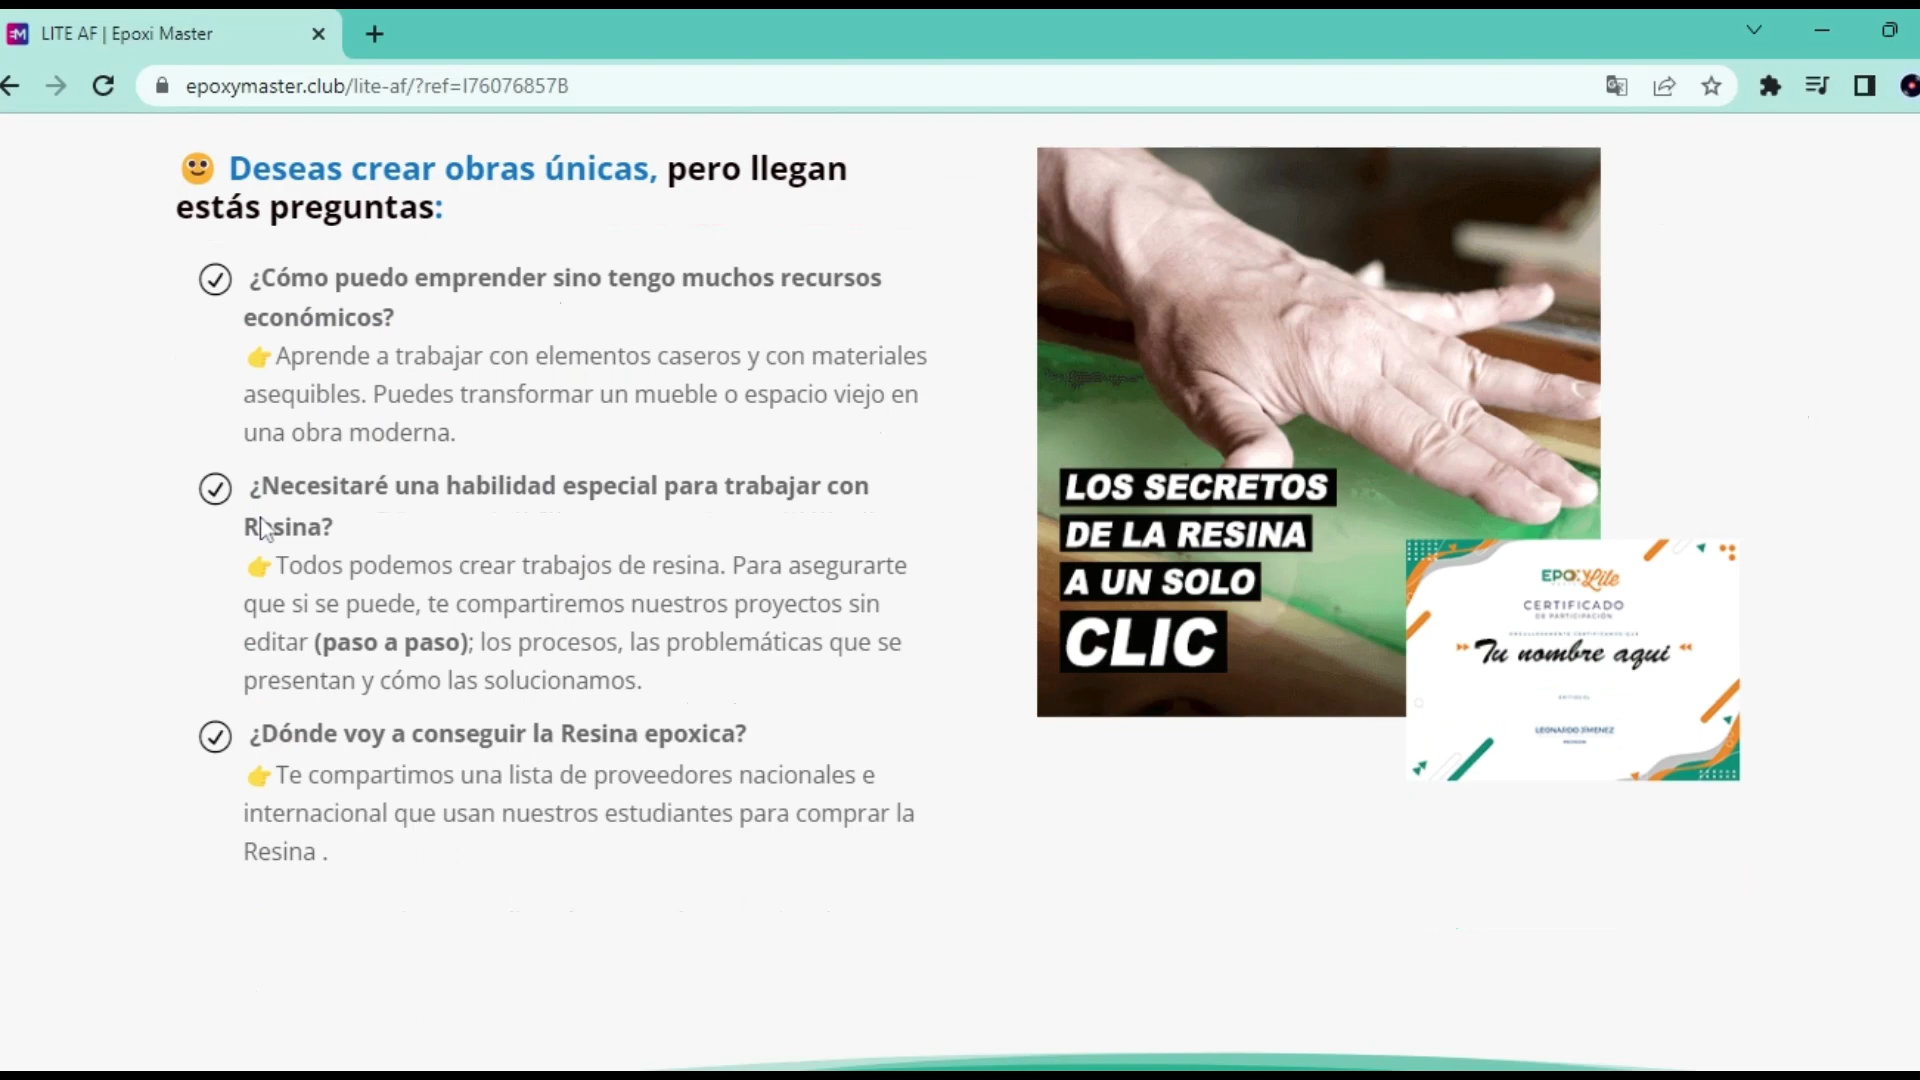 LITE AF | Epoxi Master
epoxymaster.club/lite-af/?ref=I76076857B
Deseas crear obras únicas, pero llegan
estás preguntas:
¿Cómo puedo emprender sino tengo muchos recursos
económicos?
Aprende a trabajar con elementos caseros y con materiales
asequibles. Puedes transformar un mueble o espacio viejo en
una obra moderna.
¿Necesitaré una habilidad especial para trabajar con
Resina?
Todos podemos crear trabajos de resina. Para asegurarte
que si se puede, te compartiremos nuestros proyectos sin
editar (paso a paso); los procesos, las problemáticas que se
presentan y cómo las solucionamos.
¿Dónde voy a conseguir la Resina epoxica?
Te compartimos una lista de proveedores nacionales e
internacional que usan nuestros estudiantes para comprar la
Resina .
LOS SECRETOS
DE LA RESINA
A UN SOLO
CLIC
EPOXYLite
CERTIFICADO
DE PARTICIPACIÓN
Tu nombre aqui
LEONARDO JIMENEZ